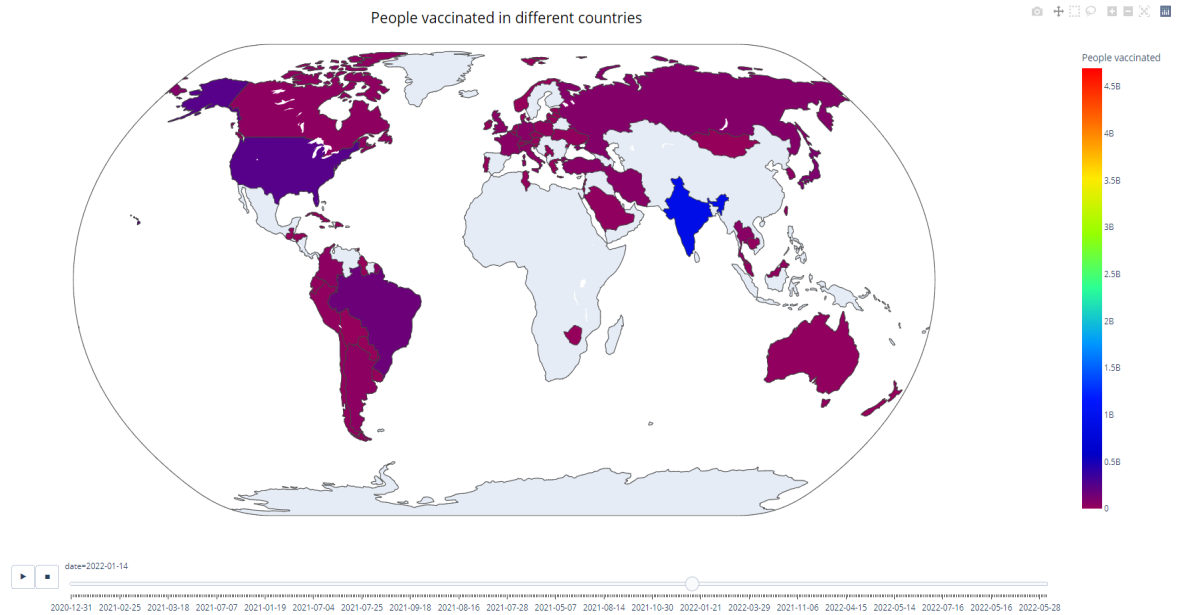 People vaccinated in different countries
People vaccinated
4.5B
4B
3.5B
3B
2.5B
2B
1.5B
1B
0.5B
0
date=2022-01-14
2020-12-31 2021-02-25 2021-03-18 2021-07-07 2021-01-19 2021-07-04 2021-07-25 2021-09-18 2021-08-16 2021-07-28 2021-05-07 2021-08-14 2021-10-30 2022-01-21 2022-03-29 2021-11-06 2022-04-15 2022-05-14 2022-07-16 2022-05-16 2022-05-28